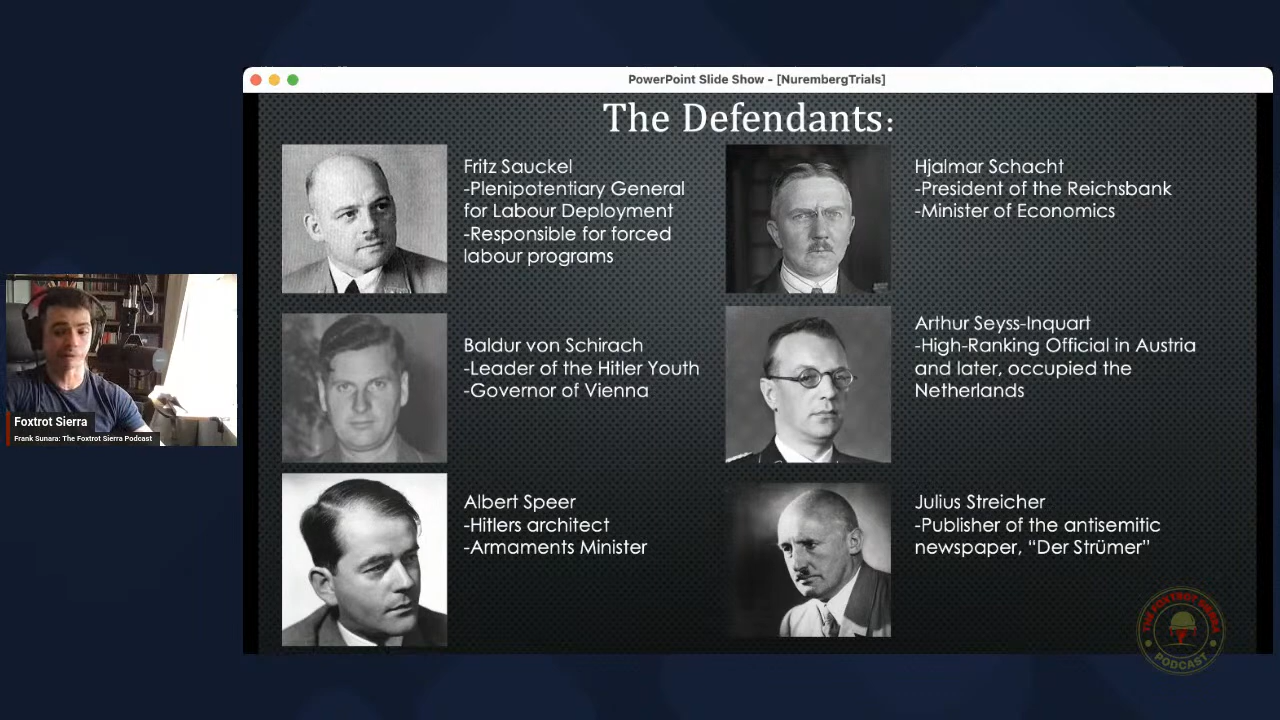 PowerPoint Slide Show - [NurembergTrials]
The Defendants:
Fritz Sauckel
-Plenipotentiary General
for Labour Deployment
-Responsible for forced
labour programs
Hjalmar Schacht
-President of the Reichsbank
-Minister of Economics
Baldur von Schirach
-Leader of the Hitler Youth
-Governor of Vienna
Arthur Seyss-Inquart
-High-Ranking Official in Austria
and later, occupied the
Netherlands
Albert Speer
-Hitlers architect
-Armaments Minister
Julius Streicher
-Publisher of the antisemitic
newspaper, “Der Strümer”
Foxtrot Sierra
Frank Sunara: The Foxtrot Sierra Podcast
THE FOXTROT SIERRA
PODCAST